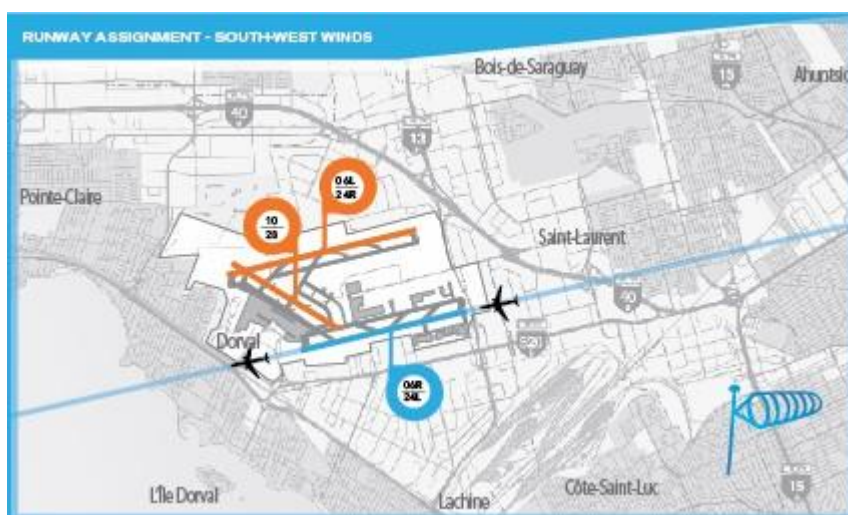 RUNWAY ASSIGNMENT - SOUTH-WEST WINDS
Bois-de-Saraguay
15
Ahuntsic
40
13
06L
24R
Pointe-Claire
10
28
Saint-Laurent
40
Dorval
520
06R
24L
L'Île Dorval
Lachine
Côte-Saint-Luc
15